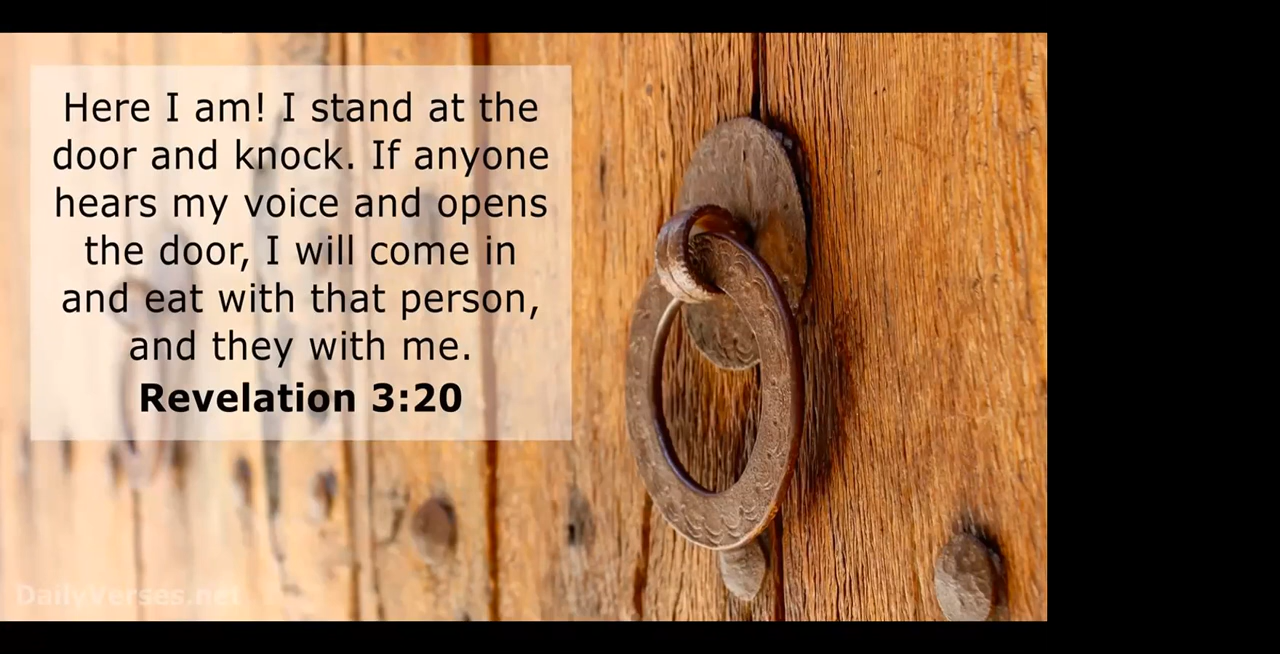 Here I am! I stand at the
door and knock. If anyone
hears my voice and opens
the door, I will come in
and eat with that person,
and they with me.
Revelation 3:20
DailyVerses.net